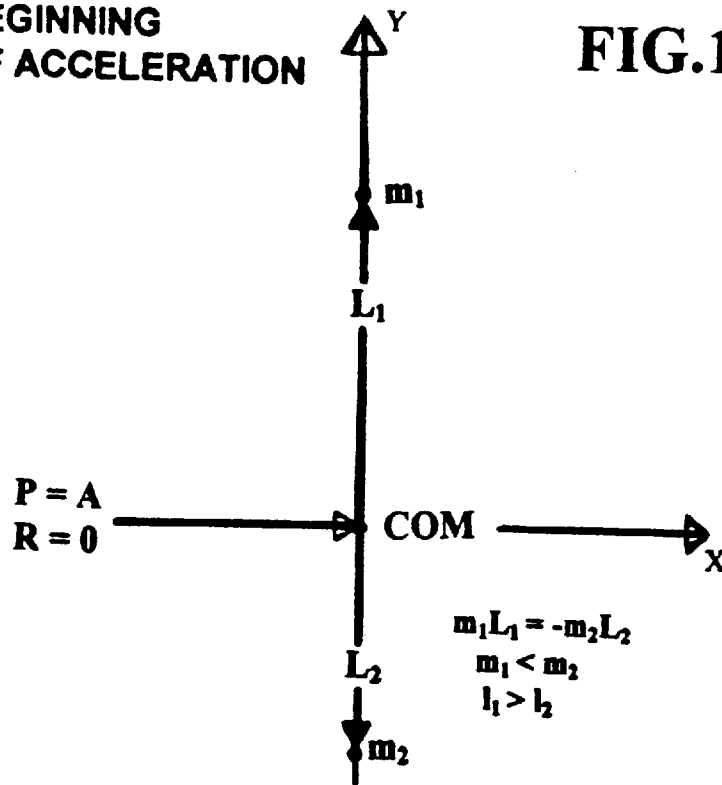 EGINNING
F ACCELERATION
FIG.1
Y
m₁
L₁
P = A
R = 0
COM
X
m₁L₁ = -m₂L₂
m₁ < m₂
l₁ > l₂
L₂
m₂